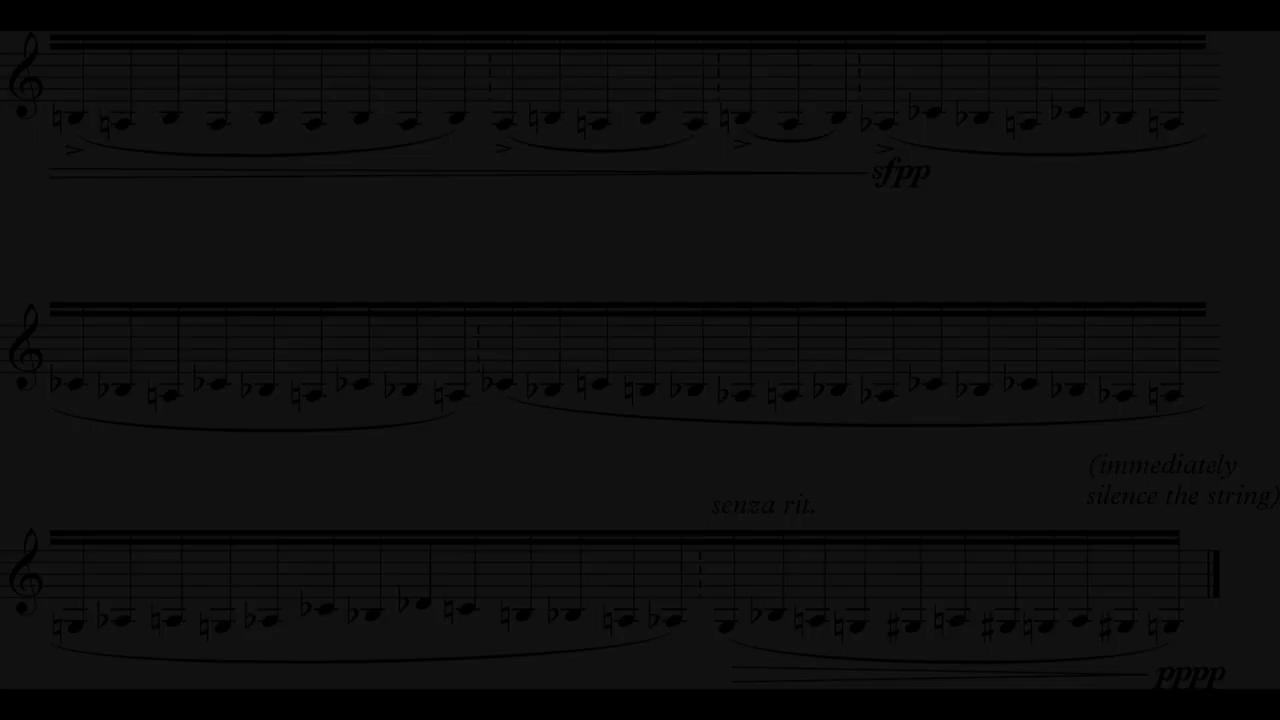 sfpp
(immediately
silence the string)
senza rit.
pppp